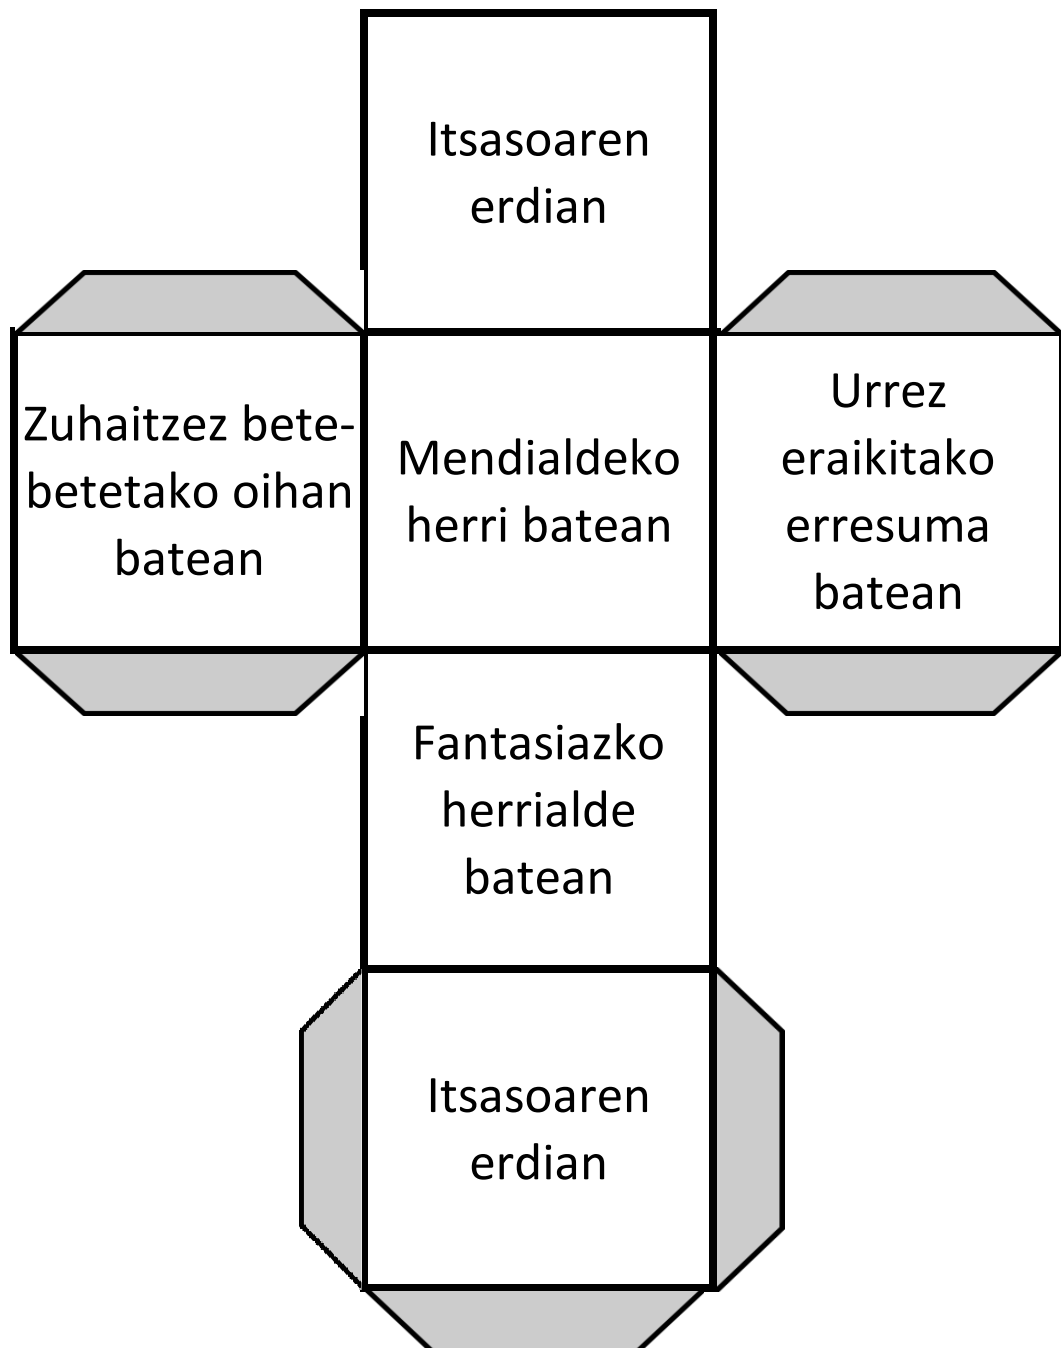 Itsasoaren
erdian
Zuhaitzez bete-
betetako oihan
batean
Mendialdeko
herri batean
Urrez
eraikitako
erresuma
batean
Fantasiazko
herrialde
batean
Itsasoaren
erdian